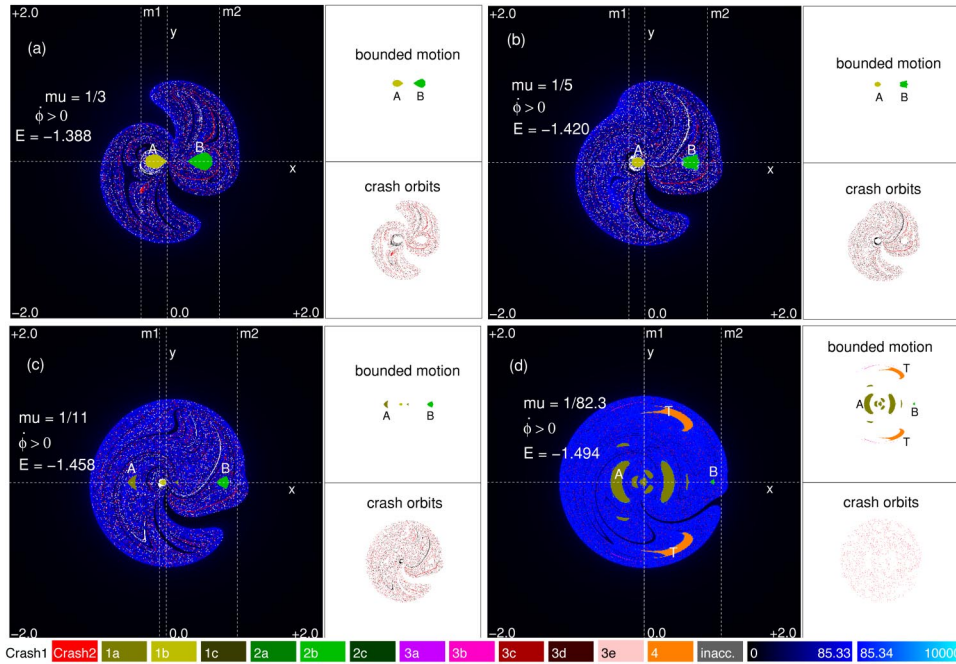 +2.0 m1 m2
(a) y
bounded motion
A B
mu = 1/3
ϕ̇ > 0
E = −1.388
A B
x
crash orbits
−2.0 0.0 +2.0
+2.0 m1 m2
(b) y
bounded motion
A B
mu = 1/5
ϕ̇ > 0
E = −1.420
A B
x
crash orbits
−2.0 0.0 +2.0
+2.0 m1 m2
(c) y
bounded motion
A B
mu = 1/11
ϕ̇ > 0
E = −1.458
A B
x
crash orbits
−2.0 0.0 +2.0
+2.0 m1 m2
(d) y
bounded motion
T
A B
T
mu = 1/82.3
ϕ̇ > 0
E = −1.494
T
A B
x
T
crash orbits
−2.0 0.0 +2.0
Crash1 Crash2 1a 1b 1c 2a 2b 2c 3a 3b 3c 3d 3e 4 inacc. 0 85.33 85.34 10000